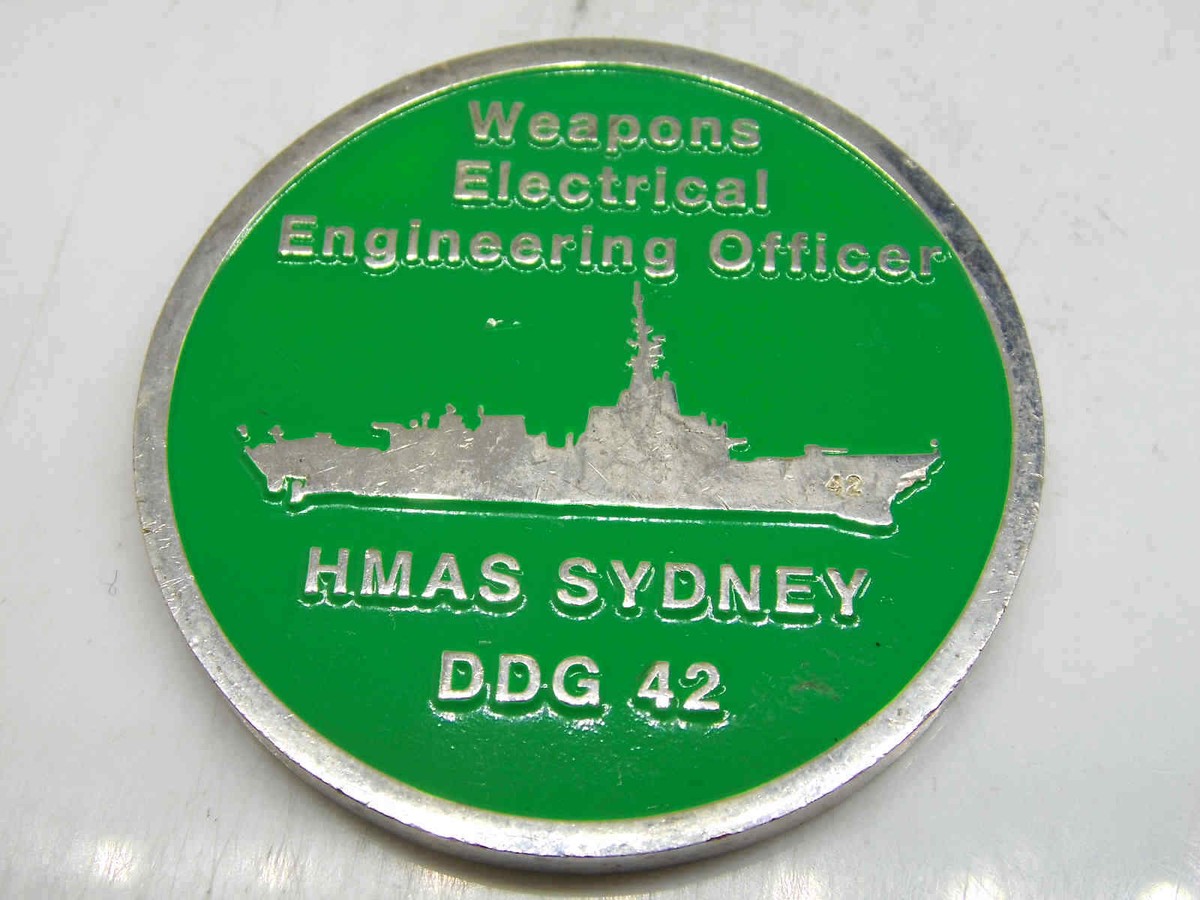 Weapons
Electrical
Engineering Officer
42
HMAS SYDNEY
DDG 42